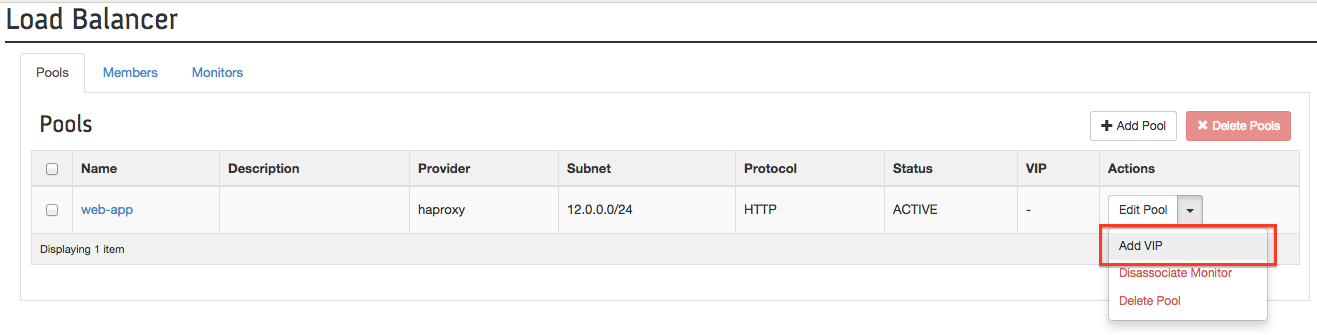 Load Balancer
Pools Members Monitors
Pools
Add Pool Delete Pools
Name Description Provider Subnet Protocol Status VIP Actions
web-app haproxy 12.0.0.0/24 HTTP ACTIVE - Edit Pool
Displaying 1 item
Add VIP
Disassociate Monitor
Delete Pool